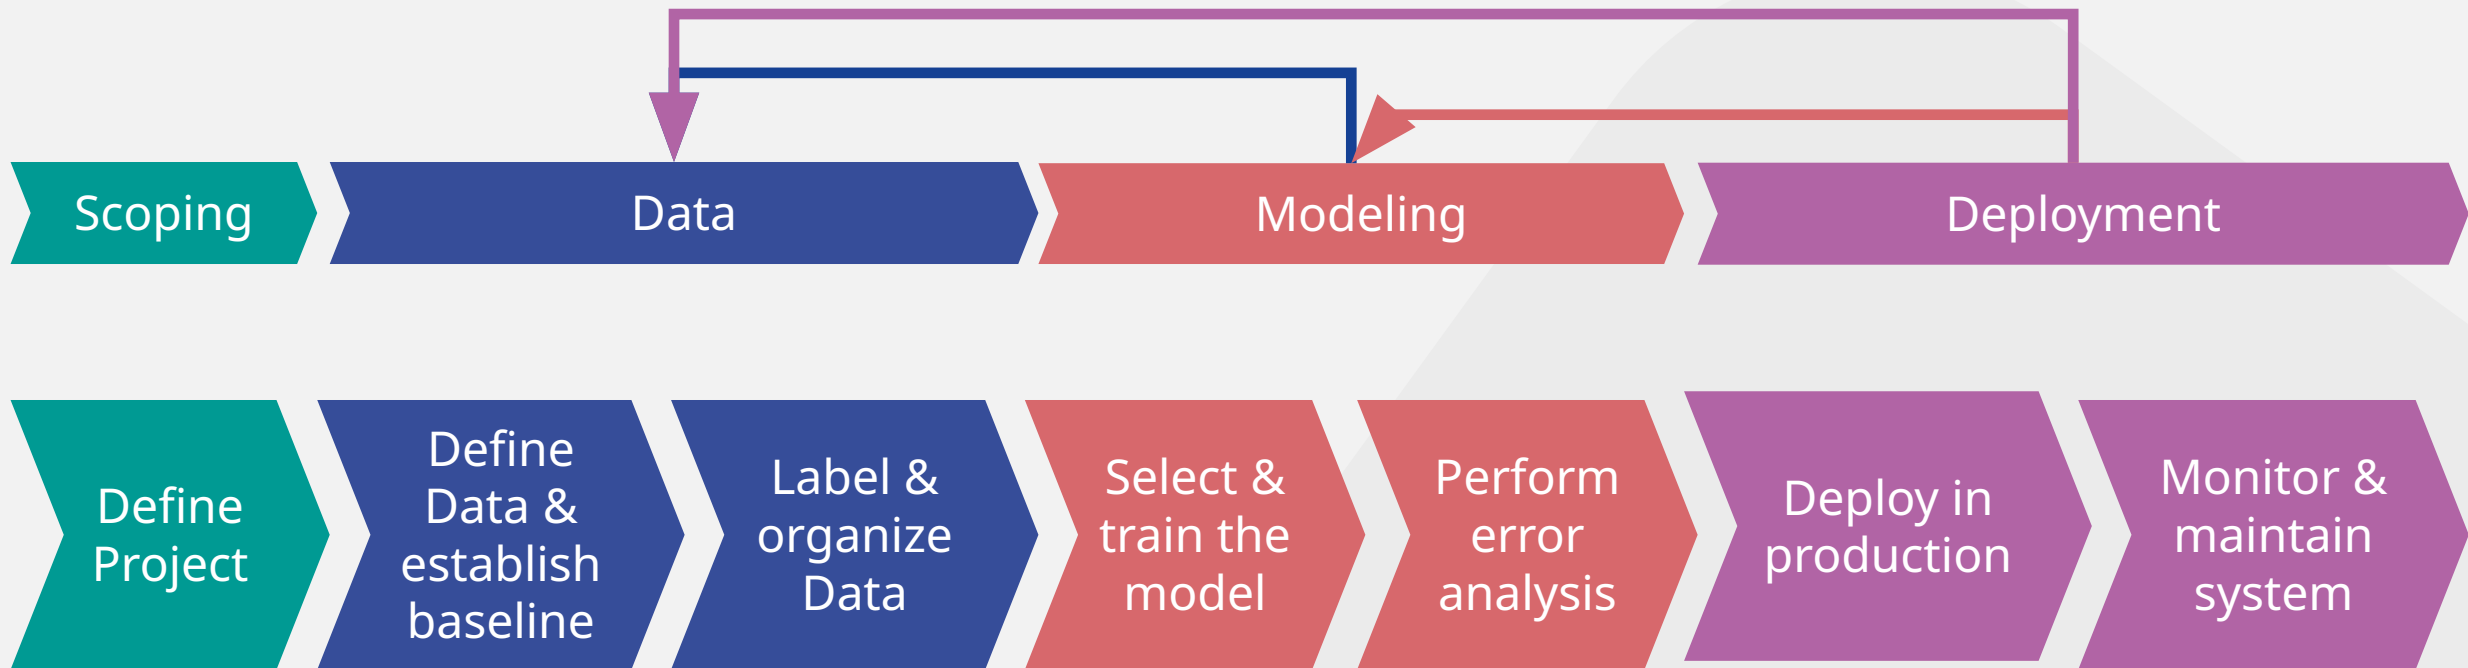 Scoping
Data
Modeling
Deployment
Define
Project
Define
Data &
establish
baseline
Label &
organize
Data
Select &
train the
model
Perform
error
analysis
Deploy in
production
Monitor &
maintain
system